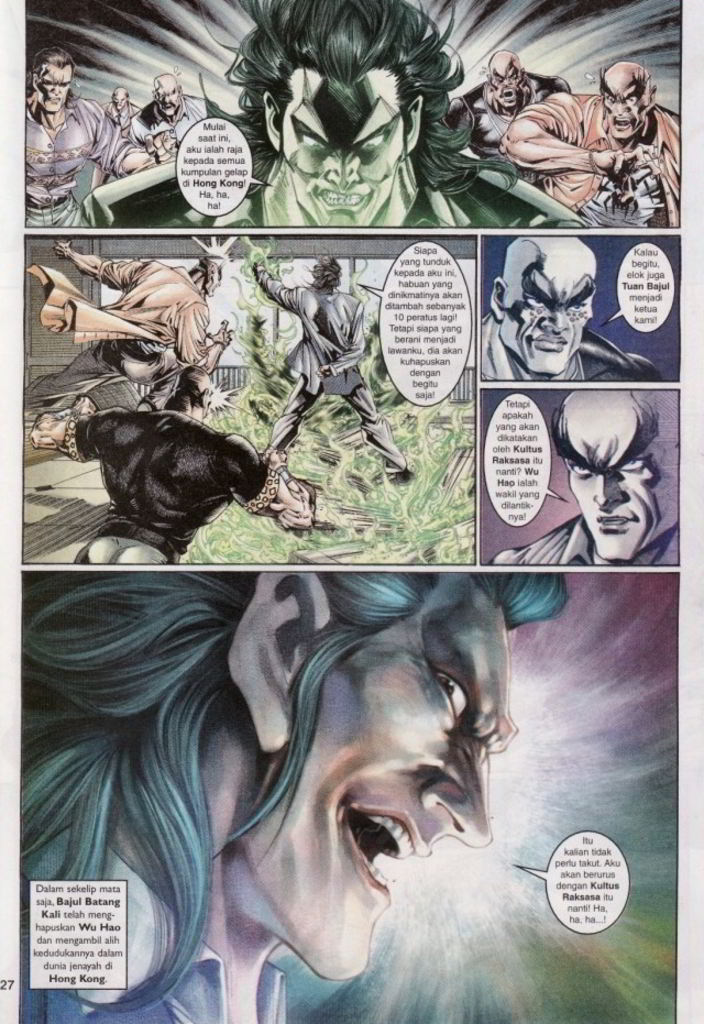 Mulai
saat ini,
aku ialah raja
kepada semua
kumpulan gelap
di Hong Kong!
Ha, ha,
ha!
Siapa
yang tunduk
kepada aku ini,
habuan yang
dinikmatinya akan
ditambah sebanyak
10 peratus lagi!
Tetapi siapa yang
berani menjadi
lawanku, dia akan
kuhapuskan
dengan
begitu
saja!
Kalau
begitu,
elok juga
Tuan Bajul
menjadi
ketua
kami!
Tetapi
apakah
yang akan
dikatakan
oleh Kultus
Raksasa itu
nanti? Wu
Hao ialah
wakil yang
dilantik-
nya!
Itu
kalian tidak
perlu takut. Aku
akan berurus
dengan Kultus
Raksasa itu
nanti! Ha,
ha, ha...!
Dalam sekelip mata
saja, Bajul Batang
Kali telah meng-
hapuskan Wu Hao
dan mengambil alih
kedudukannya dalam
dunia jenayah di
Hong Kong.
27